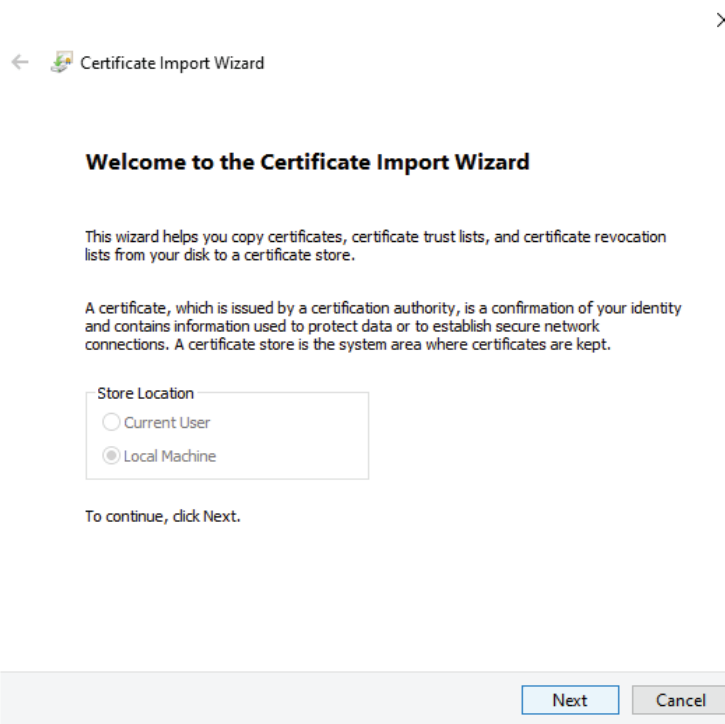 Certificate Import Wizard
Welcome to the Certificate Import Wizard
This wizard helps you copy certificates, certificate trust lists, and certificate revocation
lists from your disk to a certificate store.
A certificate, which is issued by a certification authority, is a confirmation of your identity
and contains information used to protect data or to establish secure network
connections. A certificate store is the system area where certificates are kept.
Store Location
Current User
Local Machine
To continue, click Next.
Next Cancel